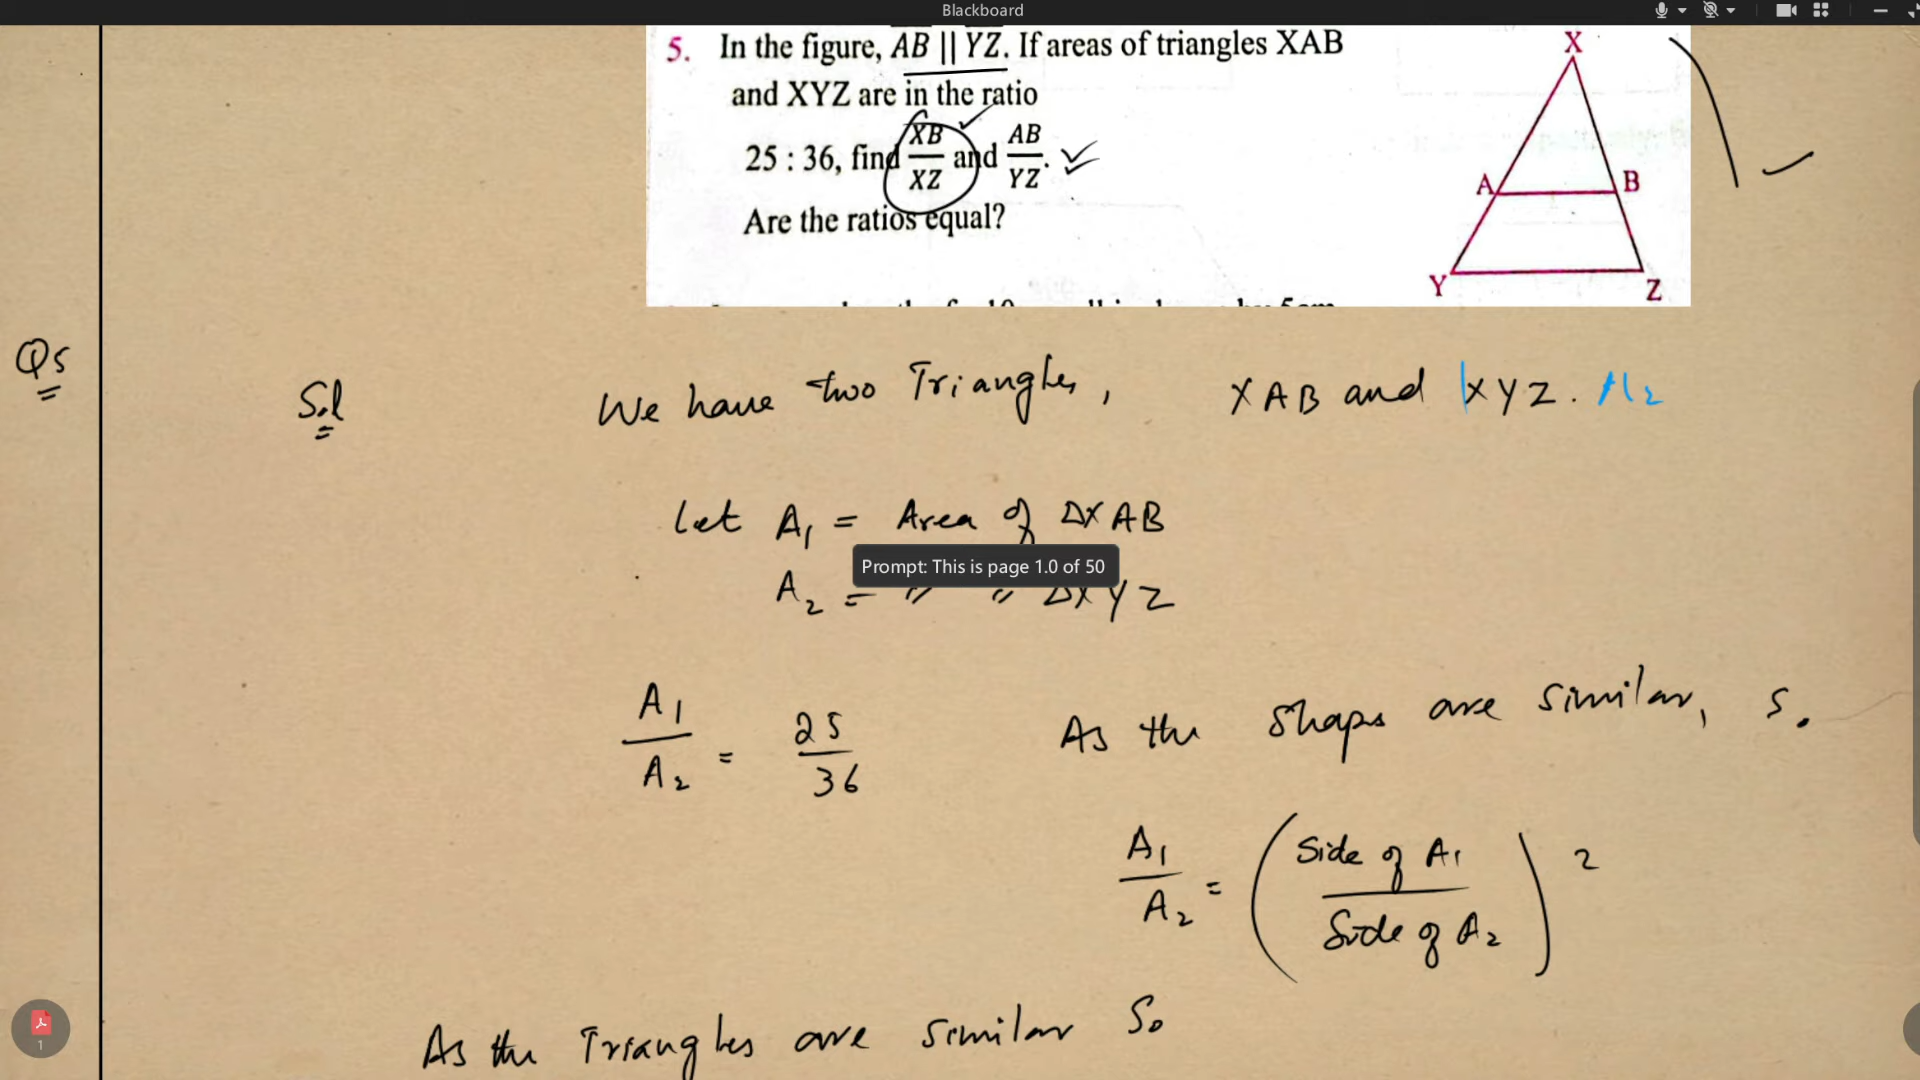 Blackboard
5. In the figure, AB || YZ. If areas of triangles XAB
and XYZ are in the ratio
25 : 36, find XB/XZ and AB/YZ.
Are the ratios equal?
X
A B
Y Z
Q5
Sol We have two Triangles, XAB and XYZ. A2
Let A1 = Area of ΔXAB
Prompt: This is page 1.0 of 50
A2 = " " ΔXYZ
A1/A2 = 25/36 As the Shaps are similar, So
A1/A2 = (Side of A1/Side of A2)2
As the Triangles are similar So
1